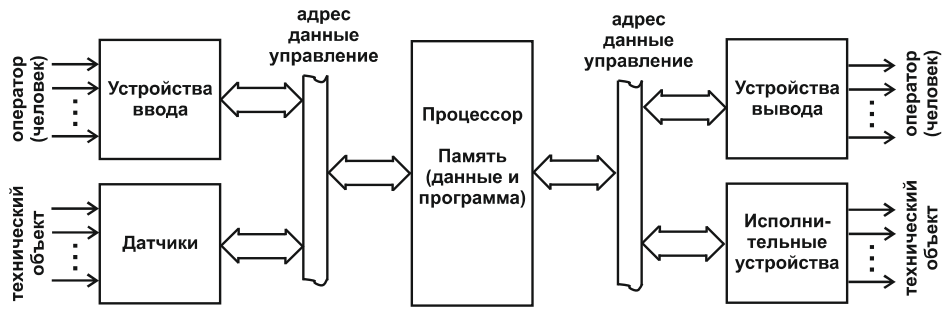 оператор
(человек)
Устройства
ввода
технический
объект
Датчики
адрес
данные
управление
Процессор
Память
(данные и
программа)
адрес
данные
управление
Устройства
вывода
оператор
(человек)
Исполни-
тельные
устройства
технический
объект